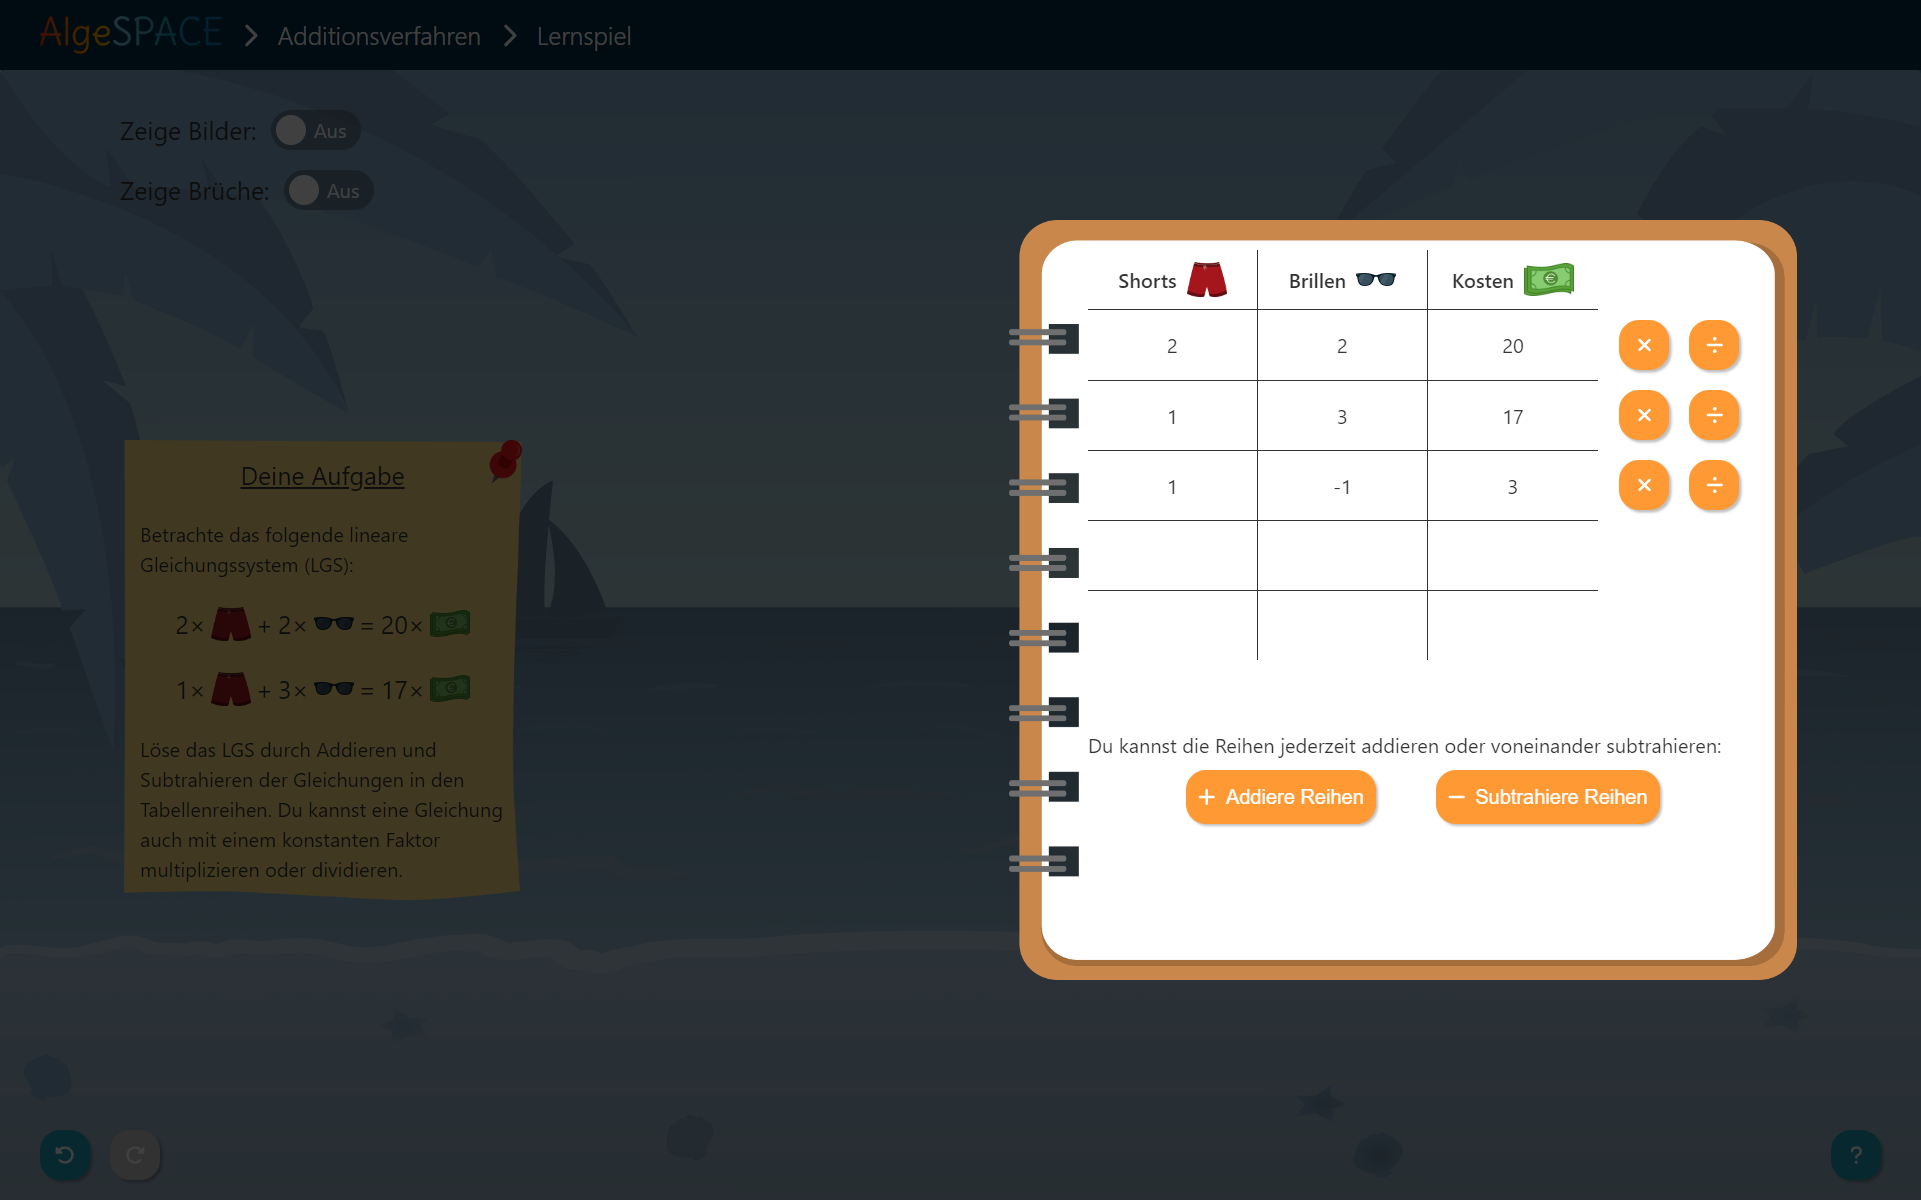 AlgeSPACE > Additionsverfahren > Lernspiel
Zeige Bilder: Aus
Zeige Brüche: Aus
Deine Aufgabe
Betrachte das folgende lineare
Gleichungssystem (LGS):
2× + 2× = 20×
1× + 3× = 17×
Löse das LGS durch Addieren und
Subtrahieren der Gleichungen in den
Tabellenreihen. Du kannst eine Gleichung
auch mit einem konstanten Faktor
multiplizieren oder dividieren.
Shorts Brillen Kosten
2 2 20 × ÷
1 3 17 × ÷
1 -1 3 × ÷
Du kannst die Reihen jederzeit addieren oder voneinander subtrahieren:
+ Addiere Reihen − Subtrahiere Reihen
?